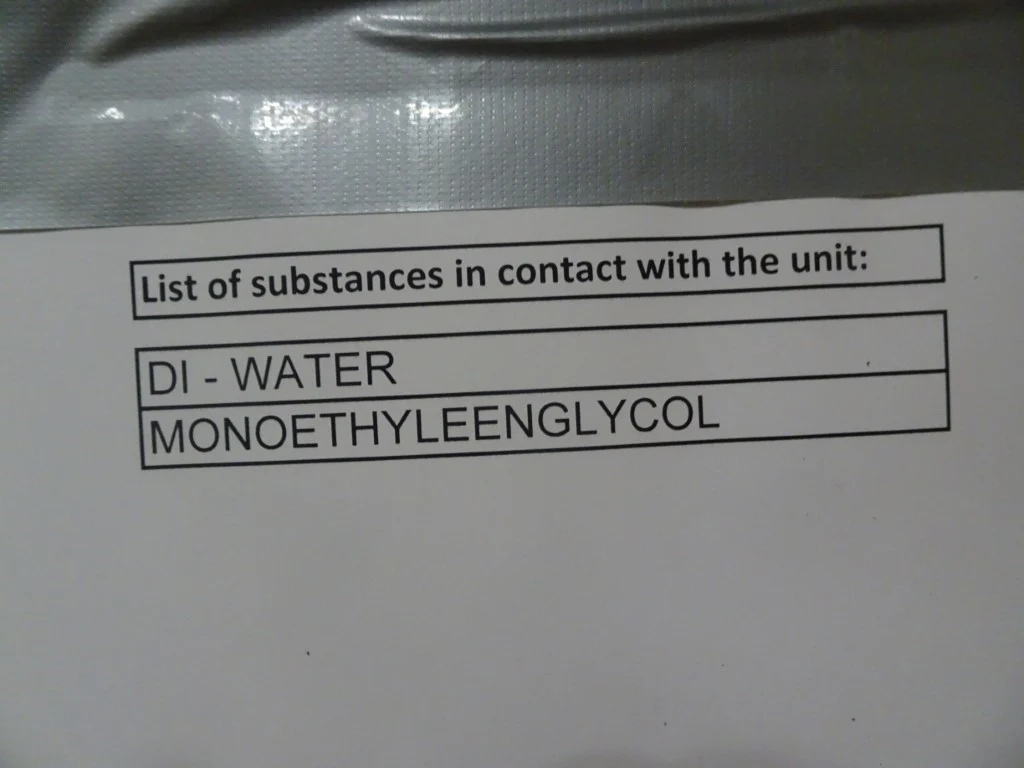 List of substances in contact with the unit:
DI - WATER
MONOETHYLEENGLYCOL